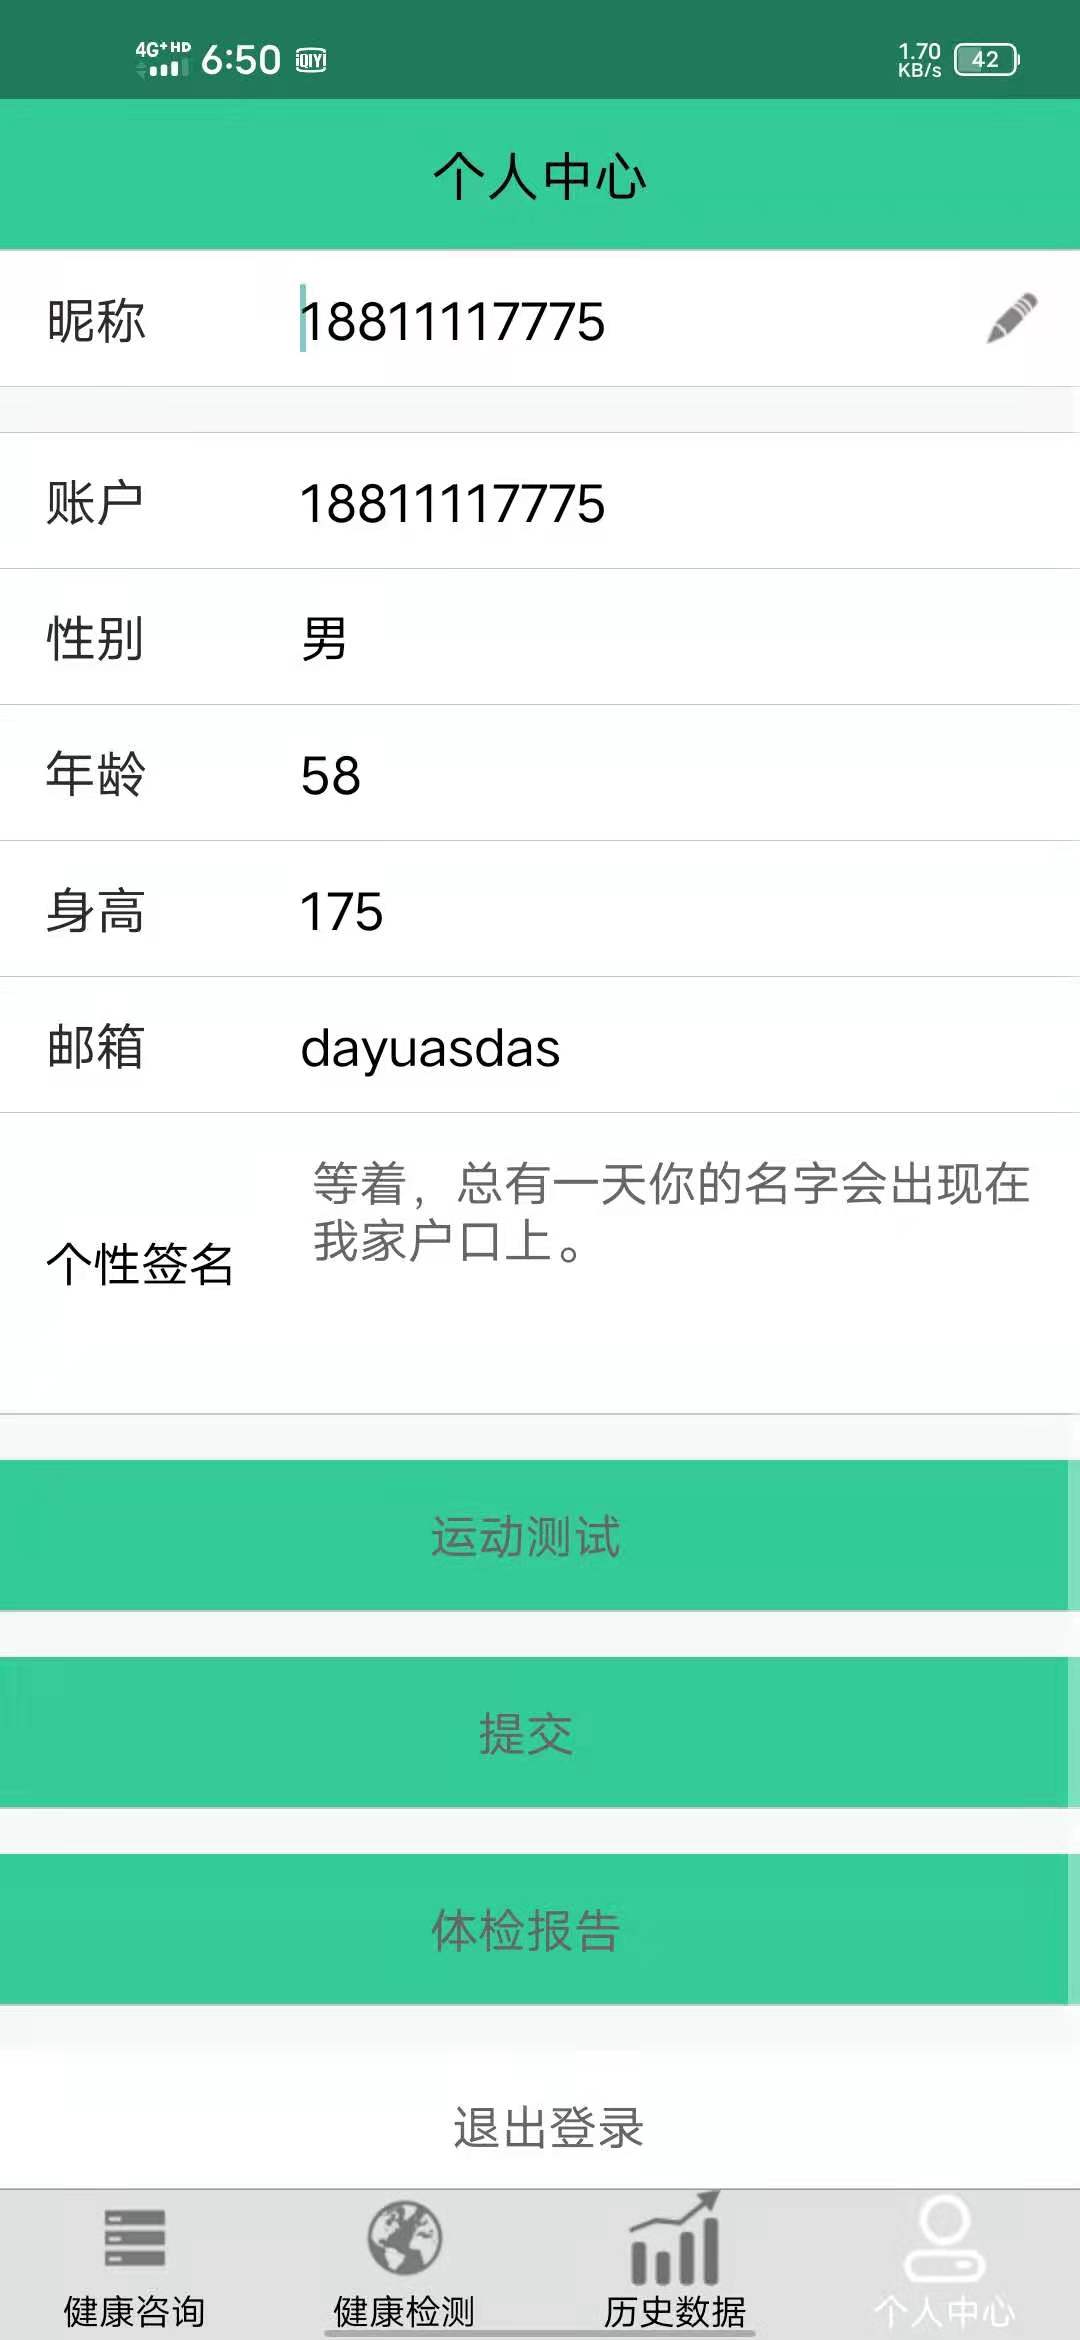 4G+ HD 6:50 iQIYI 1.70 KB/s 42
个人中心
昵称 18811117775
账户 18811117775
性别 男
年龄 58
身高 175
邮箱 dayuasdas
等着，总有一天你的名字会出现在
我家户口上。
个性签名
运动测试
提交
体检报告
退出登录
健康咨询 健康检测 历史数据 个人中心